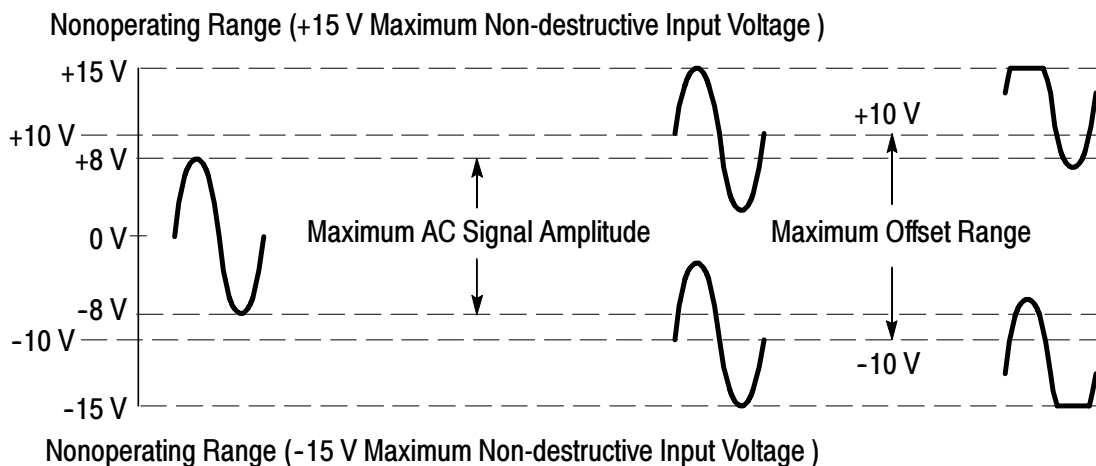 Nonoperating Range (+15 V Maximum Non-destructive Input Voltage )
+15 V
+10 V
+10 V
+8 V
0 V
Maximum AC Signal Amplitude
Maximum Offset Range
-8 V
-10 V
-10 V
-15 V
Nonoperating Range (-15 V Maximum Non-destructive Input Voltage )